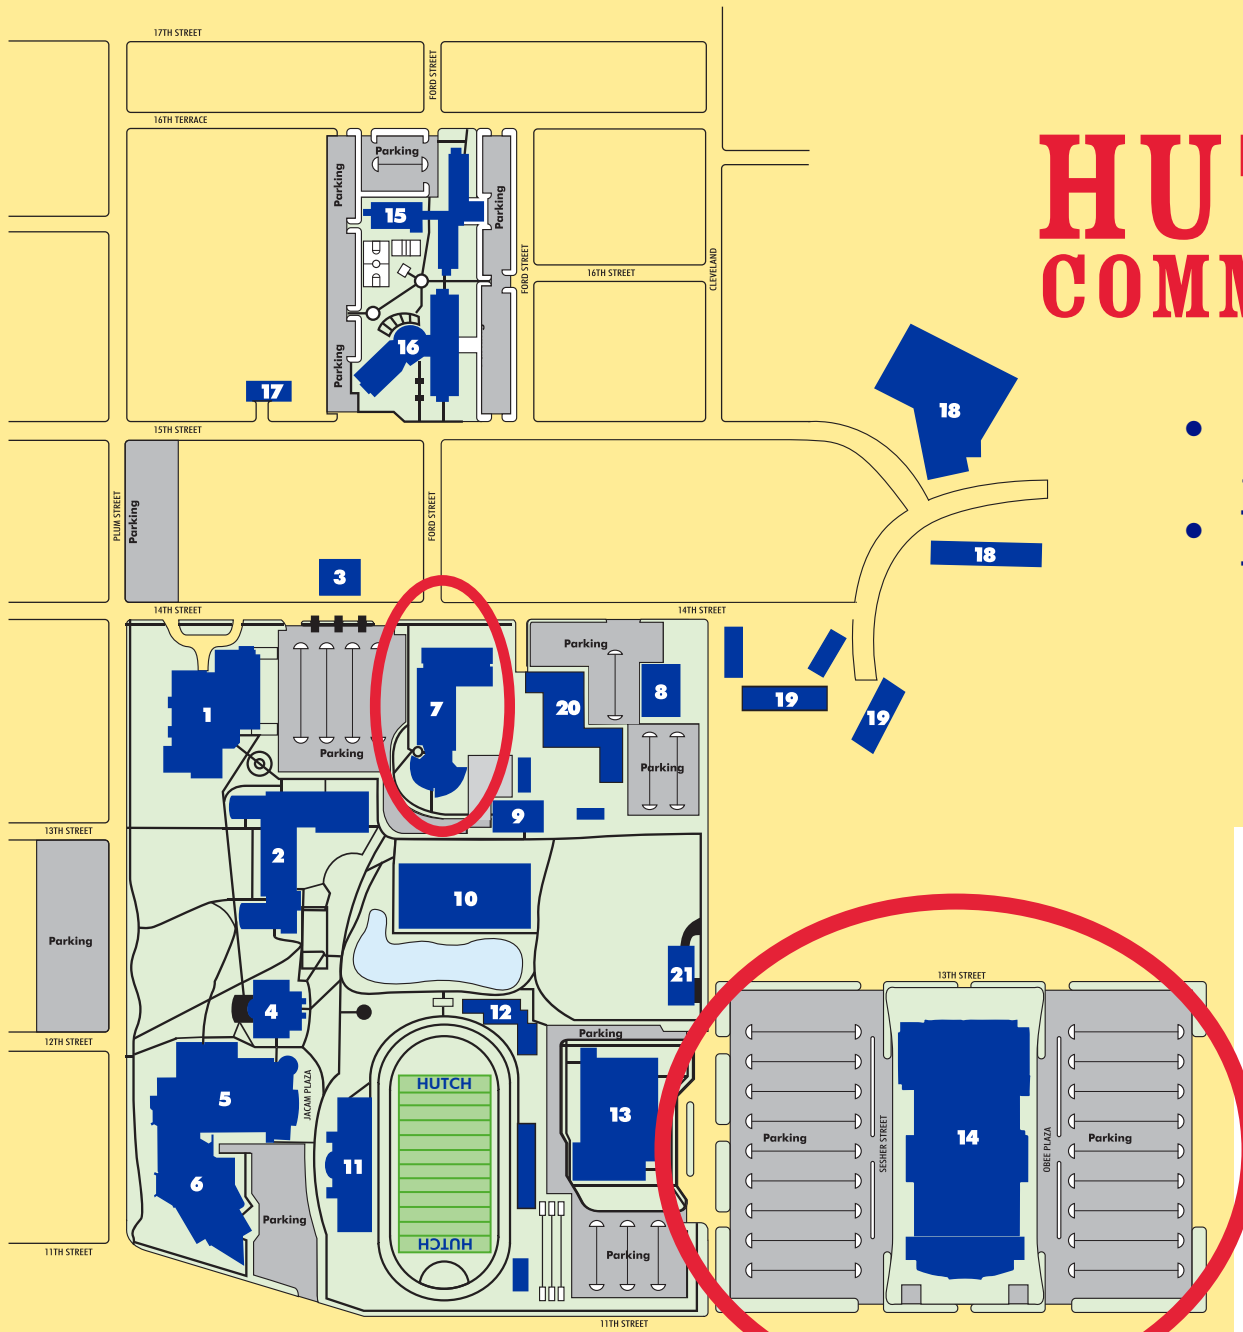 17TH STREET
FORD STREET
16TH TERRACE
Parking
Parking
Parking
15
FORD STREET
16TH STREET
CLEVELAND
HU
COMM
16
Parking
17
18
15TH STREET
PLUM STREET
Parking
FORD STREET
18
3
14TH STREET
14TH STREET
Parking
1
7
20
8
19
19
Parking
Parking
9
13TH STREET
2
10
Parking
21
13TH STREET
4
12
Parking
12TH STREET
HUTCH
JACAM PLAZA
5
13
Parking
SESHER STREET
14
OBEE PLAZA
Parking
11
6
Parking
HUTCH
Parking
11TH STREET
11TH STREET